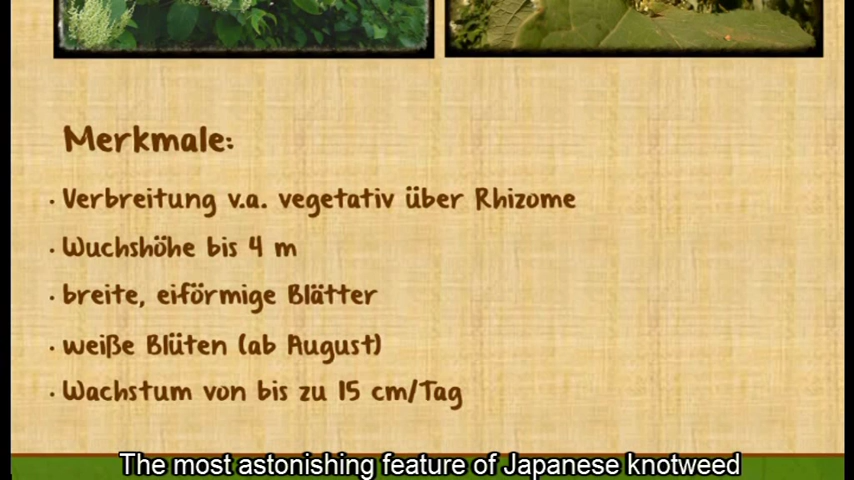 Merkmale:
· Verbreitung v.a. vegetativ über Rhizome
· Wuchshöhe bis 4 m
· breite, eiförmige Blätter
· weiße Blüten (ab August)
· Wachstum von bis zu 15 cm/Tag
The most astonishing feature of Japanese knotweed